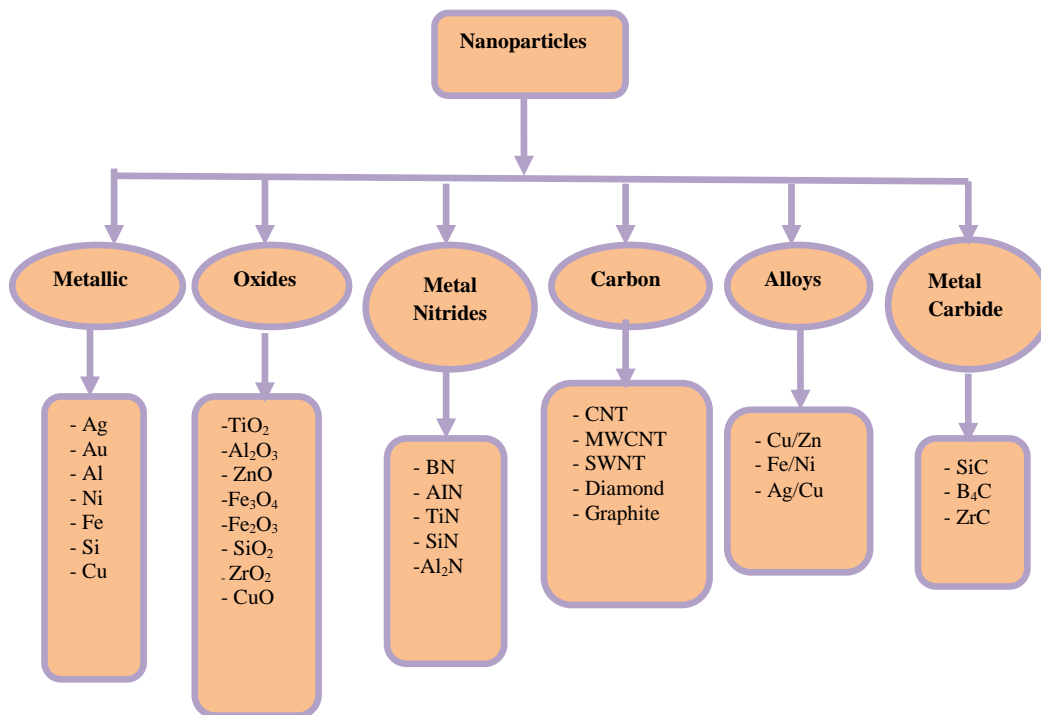 Nanoparticles
Metallic
Oxides
Metal
Nitrides
Carbon
Alloys
Metal
Carbide
- Ag
- Au
- Al
- Ni
- Fe
- Si
- Cu
-TiO₂
-Al₂O₃
- ZnO
-Fe₃O₄
-Fe₂O₃
- SiO₂
- ZrO₂
- CuO
- BN
- AIN
- TiN
- SiN
-Al₂N
- CNT
- MWCNT
- SWNT
- Diamond
- Graphite
- Cu/Zn
- Fe/Ni
- Ag/Cu
- SiC
- B₄C
- ZrC